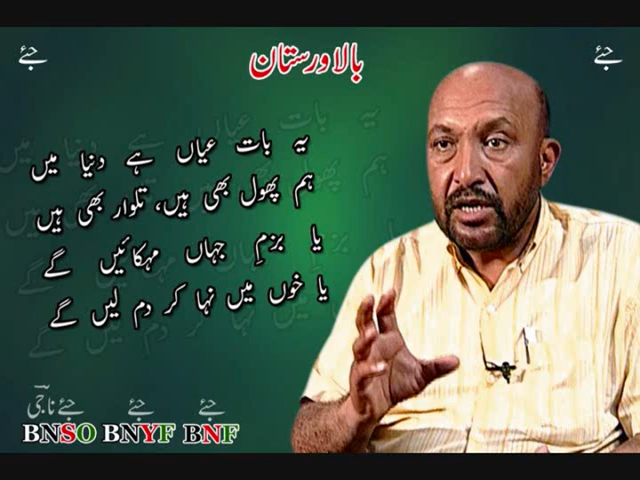 جئے بالاورستان جئے
یہ بات عیاں ہے دنیا میں
ہم پھول بھی ہیں، تلوار بھی ہیں
یا بزمِ جہاں مہکائیں گے
یا خوں میں نہا کر دم لیں گے
جئے جئے جئے ناجی
BNSO BNYF BNF